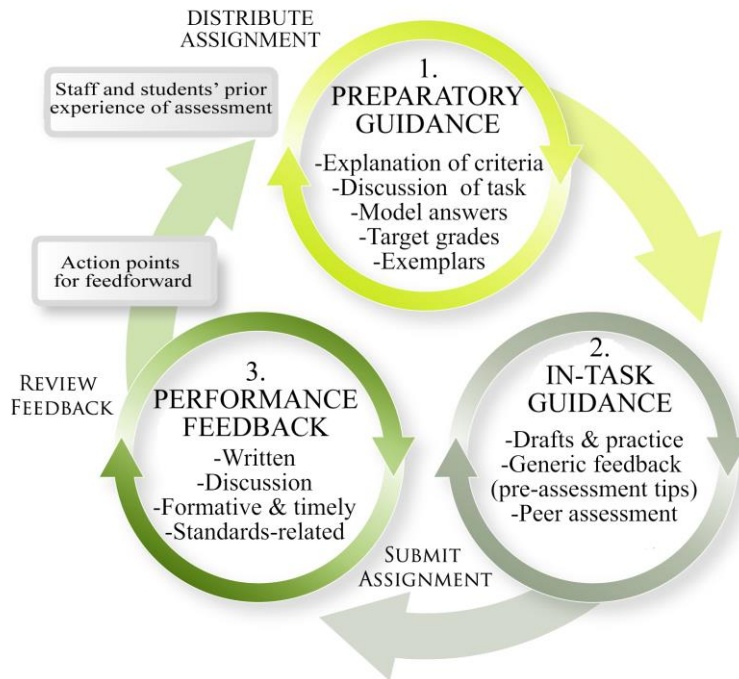 DISTRIBUTE
ASSIGNMENT
Staff and students’ prior
experience of assessment
1.
PREPARATORY
GUIDANCE
-Explanation of criteria
-Discussion of task
-Model answers
-Target grades
-Exemplars
Action points
for feedforward
2.
IN-TASK
GUIDANCE
-Drafts & practice
-Generic feedback
(pre-assessment tips)
-Peer assessment
SUBMIT
ASSIGNMENT
3.
PERFORMANCE
FEEDBACK
-Written
-Discussion
-Formative & timely
-Standards-related
REVIEW
FEEDBACK